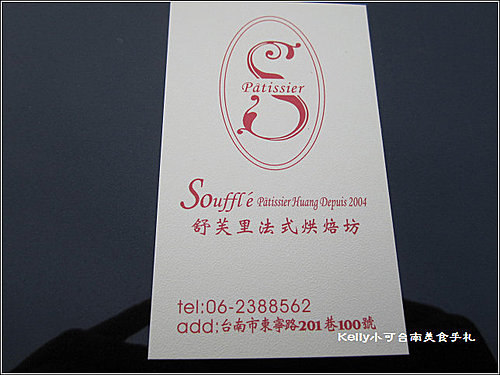 Pâtissier
Soufflé Pâtissier Huang Depuis 2004
舒芙里法式烘焙坊
tel:06-2388562
add:台南市東寧路201巷100號
Kelly小可台南美食手札